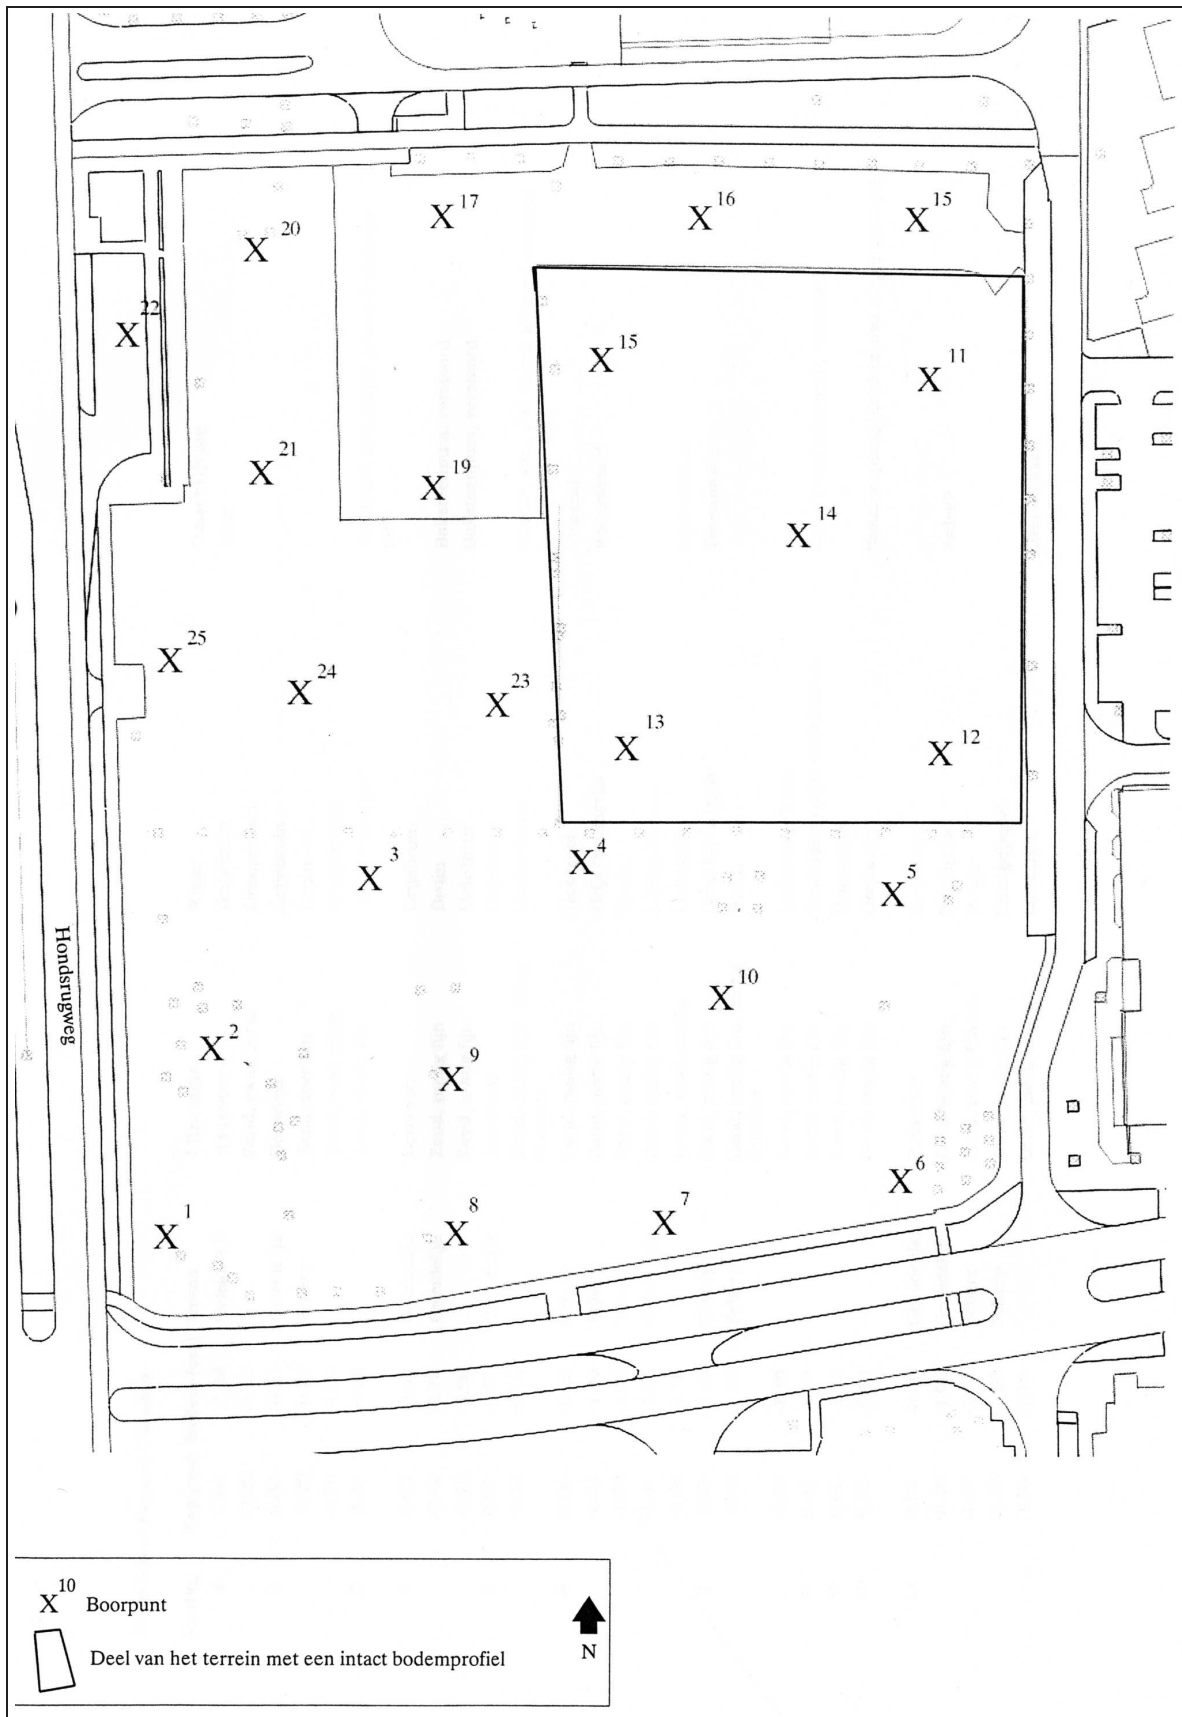 X 17
X 16
X 15
X 20
X 22
X 15
X 11
X 21
X 19
X 14
X 25
X 24
X 23
X 13
X 12
X 4
X 3
X 5
Hondsrugweg
X 10
X 2
X 9
X 6
X 7
X 8
X 1
X 10 Boorpunt
N
Deel van het terrein met een intact bodemprofiel